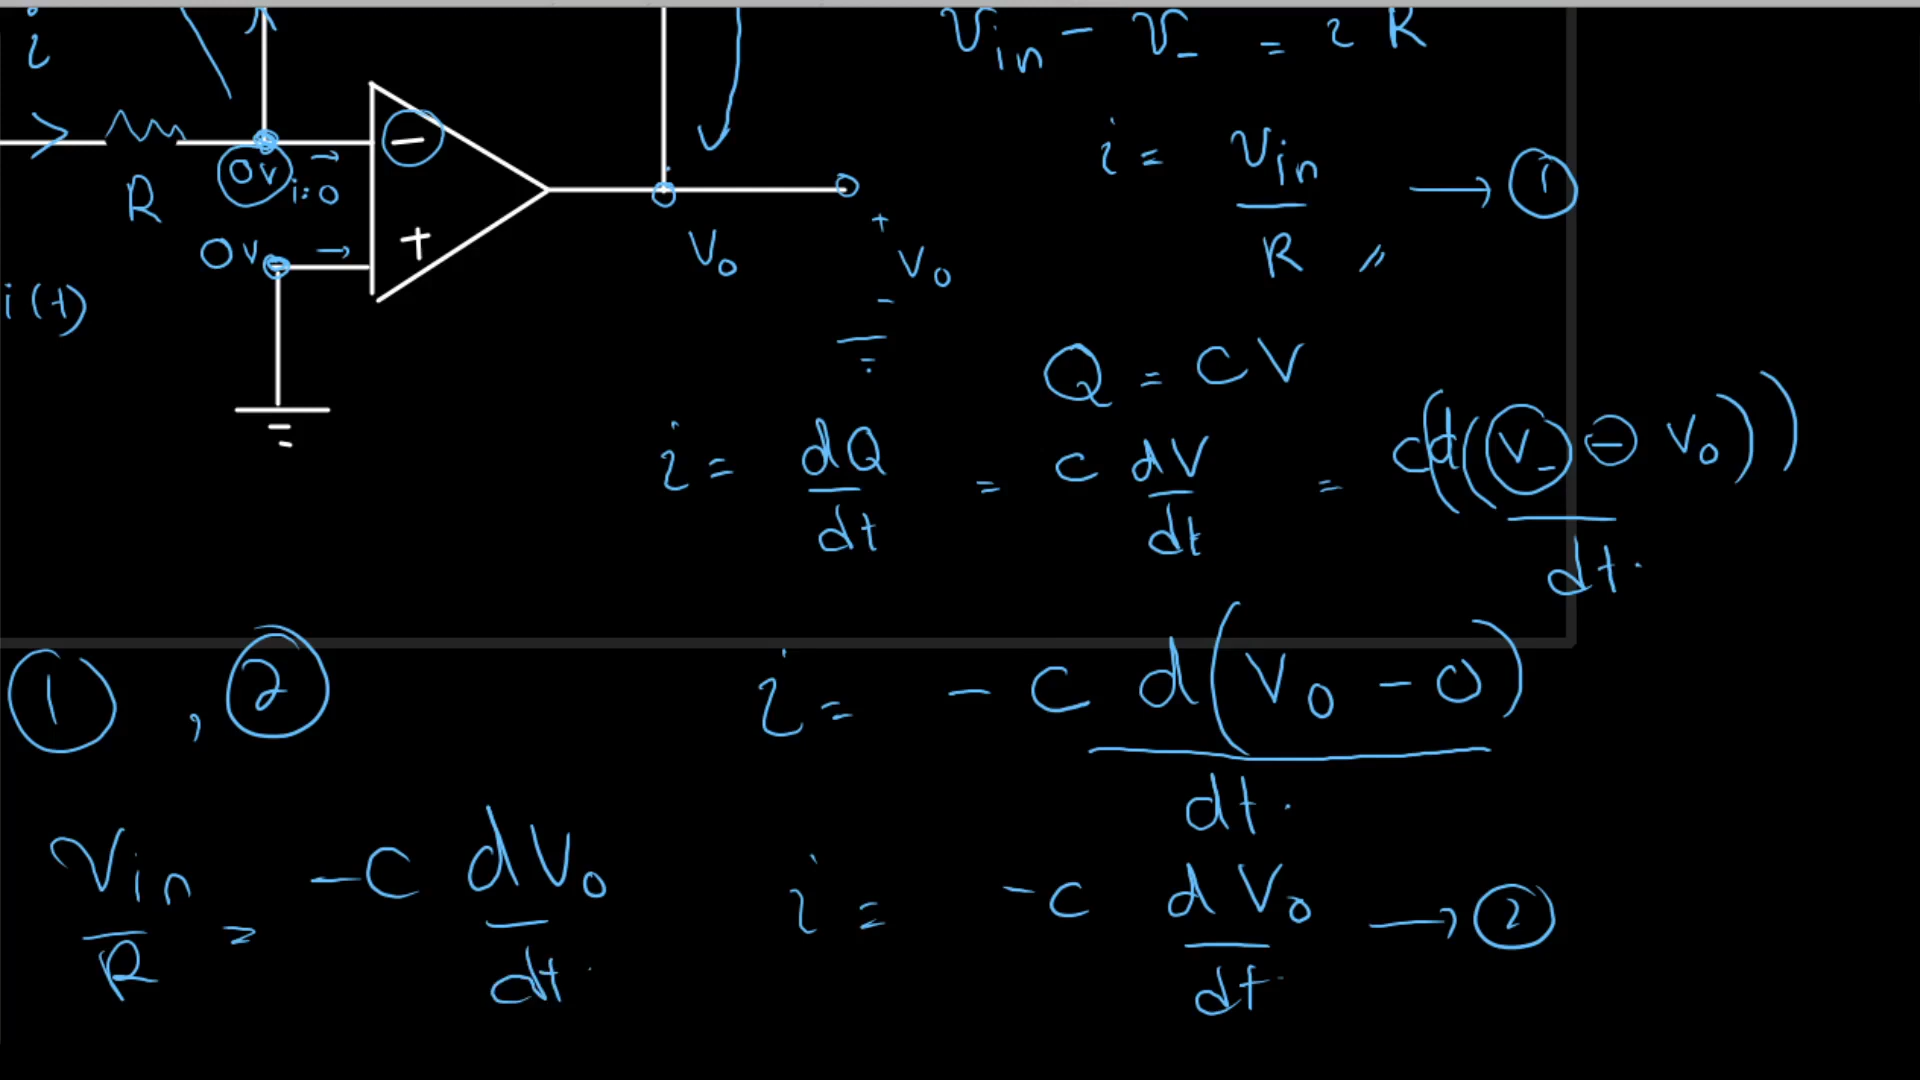 i
Vin - V- = i R
-
R
0V
i=0
i = Vin / R → ①
+
0V →
V0
+
V0
-
i(t)
Q = CV
i = dQ/dt = C dV/dt = cd((V- - V0))/dt.
① , ②
i = - C d(V0 - 0)/dt.
Vin/R = -C dV0/dt.
i = -C dV0/dt. → ②